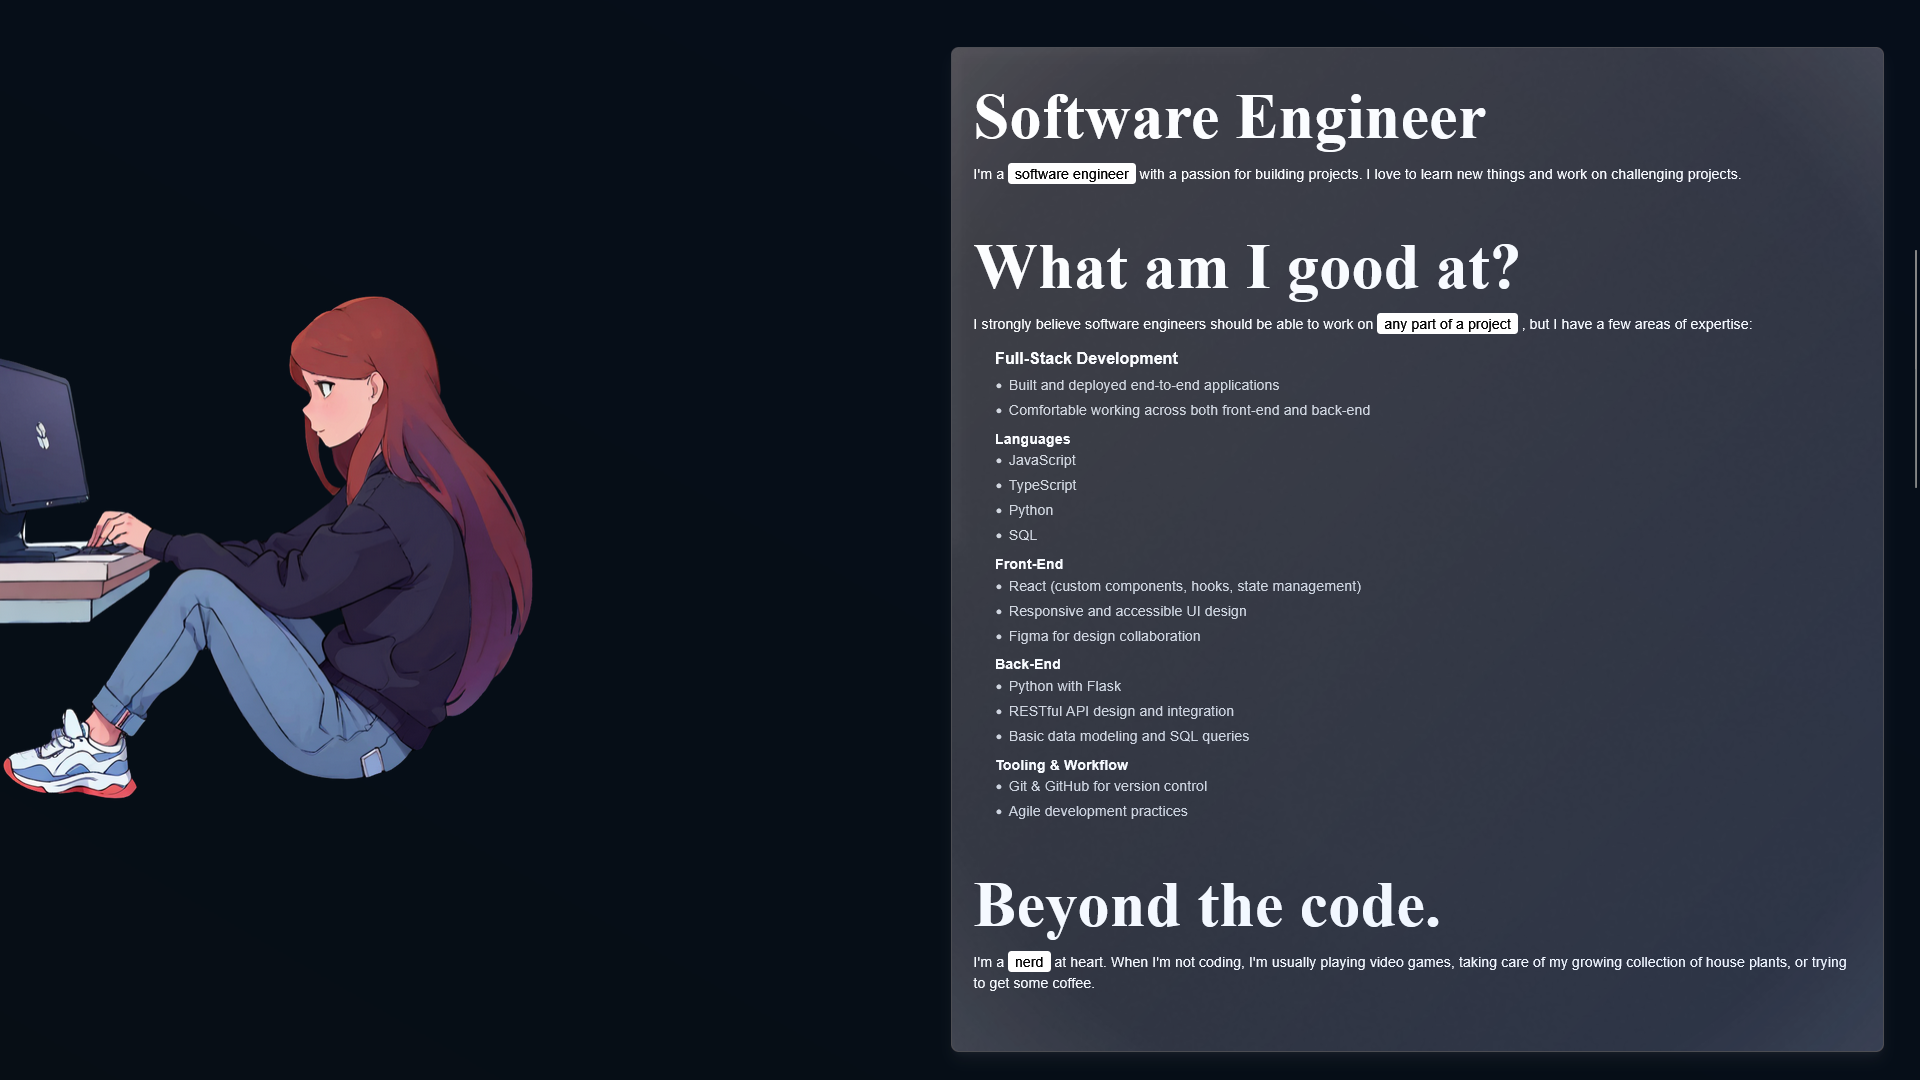 Software Engineer
I'm a software engineer with a passion for building projects. I love to learn new things and work on challenging projects.
What am I good at?
I strongly believe software engineers should be able to work on any part of a project , but I have a few areas of expertise:
Full-Stack Development
• Built and deployed end-to-end applications
• Comfortable working across both front-end and back-end
Languages
• JavaScript
• TypeScript
• Python
• SQL
Front-End
• React (custom components, hooks, state management)
• Responsive and accessible UI design
• Figma for design collaboration
Back-End
• Python with Flask
• RESTful API design and integration
• Basic data modeling and SQL queries
Tooling & Workflow
• Git & GitHub for version control
• Agile development practices
Beyond the code.
I'm a nerd at heart. When I'm not coding, I'm usually playing video games, taking care of my growing collection of house plants, or trying
to get some coffee.